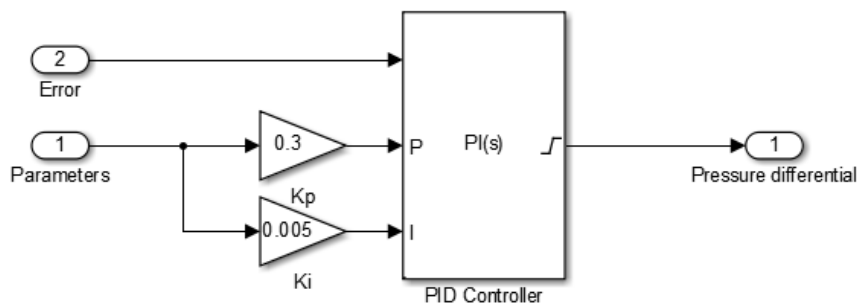 2
Error
1
Parameters
0.3
Kp
0.005
Ki
P
I
PI(s)
PID Controller
1
Pressure differential